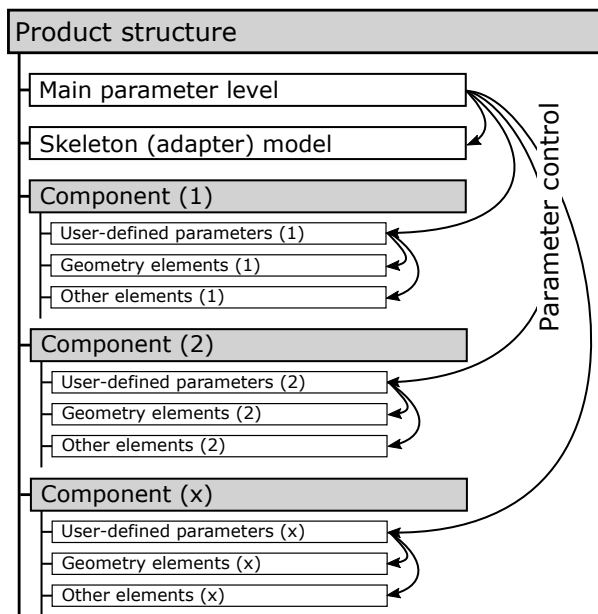 Product structure
Main parameter level
Skeleton (adapter) model
Component (1)
User-defined parameters (1)
Geometry elements (1)
Other elements (1)
Component (2)
User-defined parameters (2)
Geometry elements (2)
Other elements (2)
Component (x)
User-defined parameters (x)
Geometry elements (x)
Other elements (x)
Parameter control